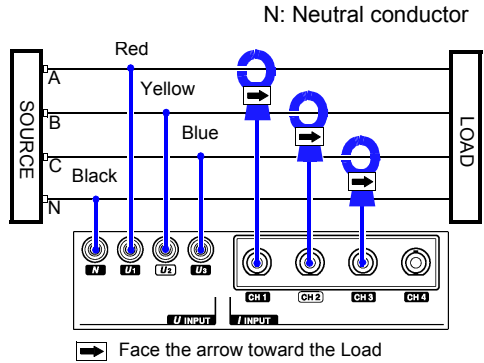 N: Neutral conductor
Red
A
Yellow
B
Blue
C
Black
N
SOURCE
LOAD
N U1 U2 U3 CH 1 CH 2 CH 3 CH 4
U INPUT I INPUT
Face the arrow toward the Load